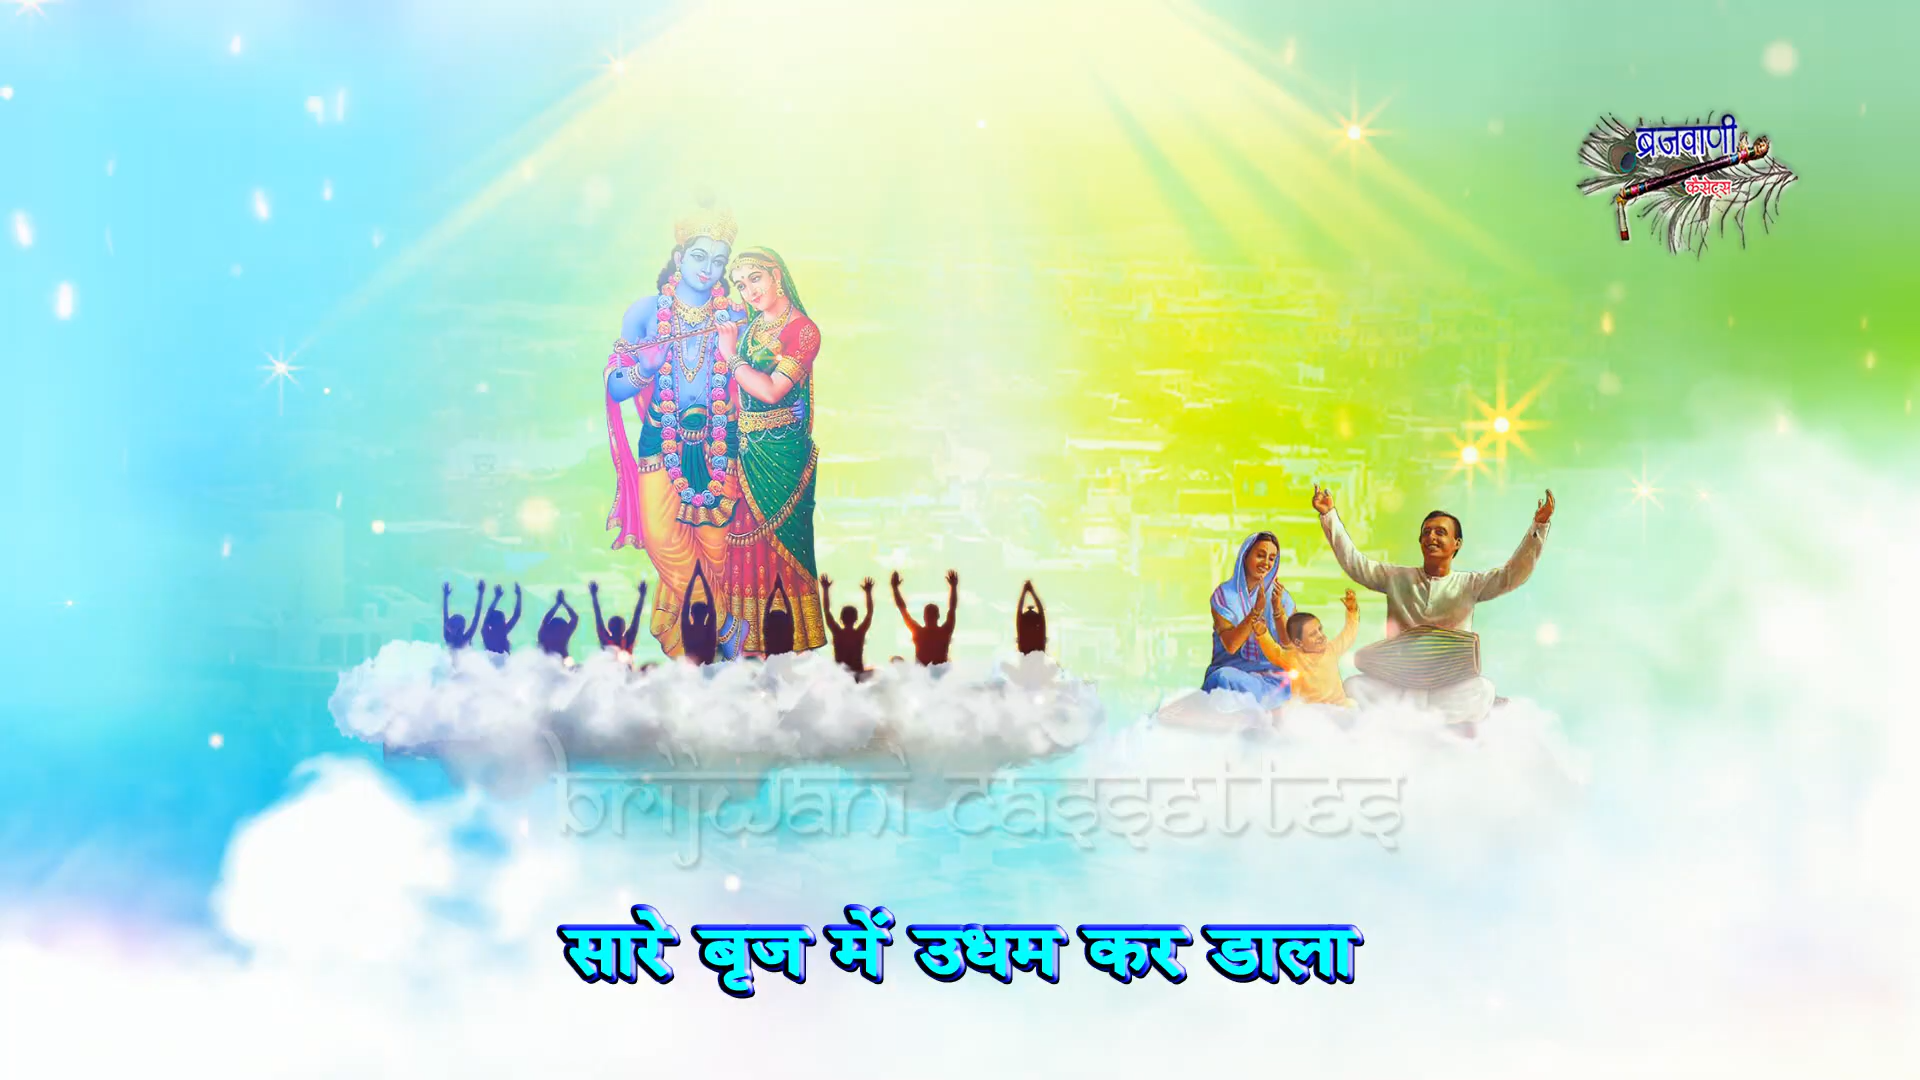 ब्रजवाणी
कैसेट्स
brijwani cassettes
सारे बृज में उधम कर डाला